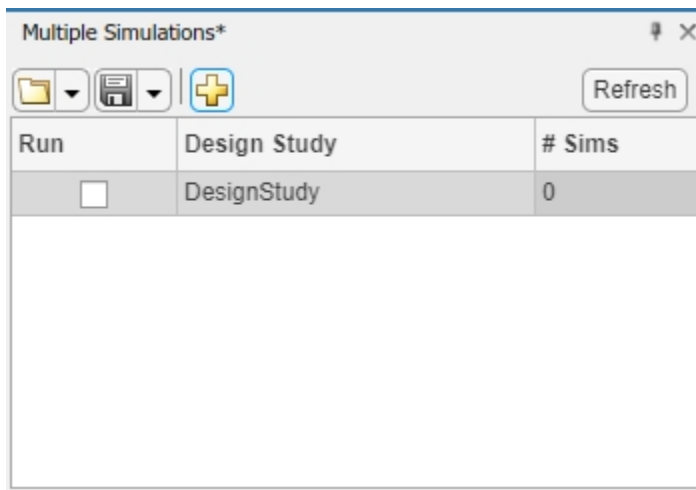 Multiple Simulations*
Refresh
Run Design Study # Sims
DesignStudy 0